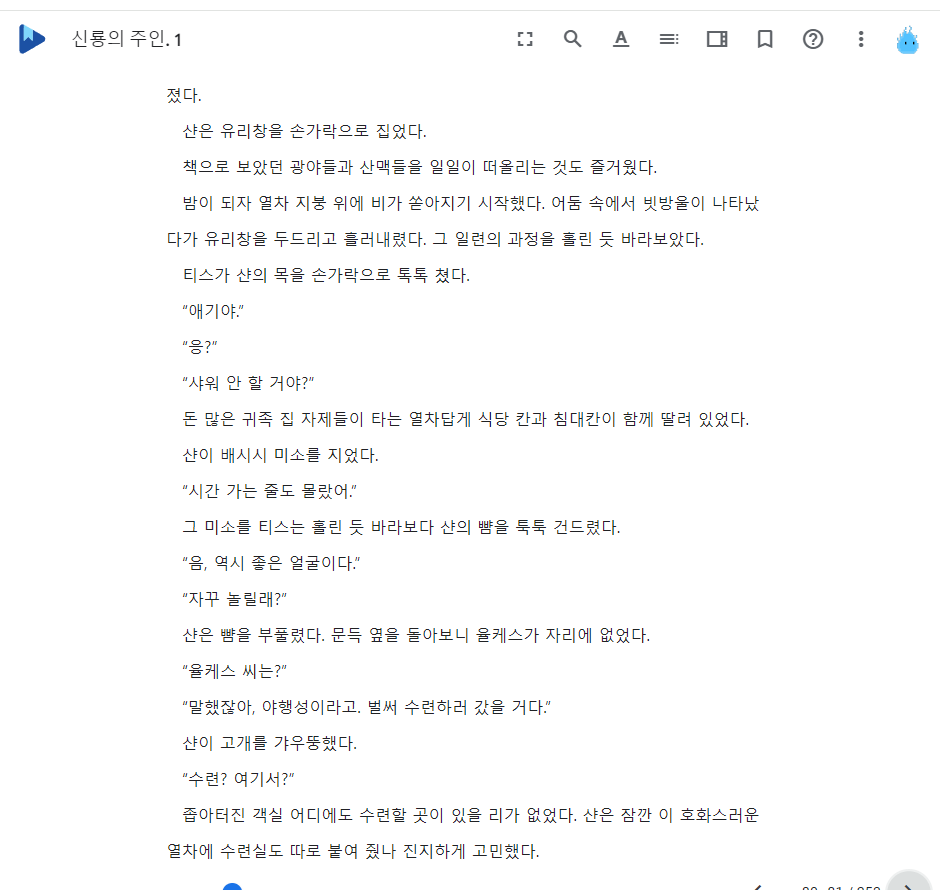 신룡의 주인. 1
졌다.
샨은 유리창을 손가락으로 집었다.
책으로 보았던 광야들과 산맥들을 일일이 떠올리는 것도 즐거웠다.
밤이 되자 열차 지붕 위에 비가 쏟아지기 시작했다. 어둠 속에서 빗방울이 나타났
다가 유리창을 두드리고 흘러내렸다. 그 일련의 과정을 홀린 듯 바라보았다.
티스가 샨의 목을 손가락으로 톡톡 쳤다.
“애기야.”
“응?”
“샤워 안 할 거야?”
돈 많은 귀족 집 자제들이 타는 열차답게 식당 칸과 침대칸이 함께 딸려 있었다.
샨이 배시시 미소를 지었다.
“시간 가는 줄도 몰랐어.”
그 미소를 티스는 홀린 듯 바라보다 샨의 뺨을 툭툭 건드렸다.
“음, 역시 좋은 얼굴이다.”
“자꾸 놀릴래?”
샨은 뺨을 부풀렸다. 문득 옆을 돌아보니 율케스가 자리에 없었다.
“율케스 씨는?”
“말했잖아, 야행성이라고. 벌써 수련하러 갔을 거다.”
샨이 고개를 갸우뚱했다.
“수련? 여기서?”
좁아터진 객실 어디에도 수련할 곳이 있을 리가 없었다. 샨은 잠깐 이 호화스러운
열차에 수련실도 따로 붙여 줬나 진지하게 고민했다.